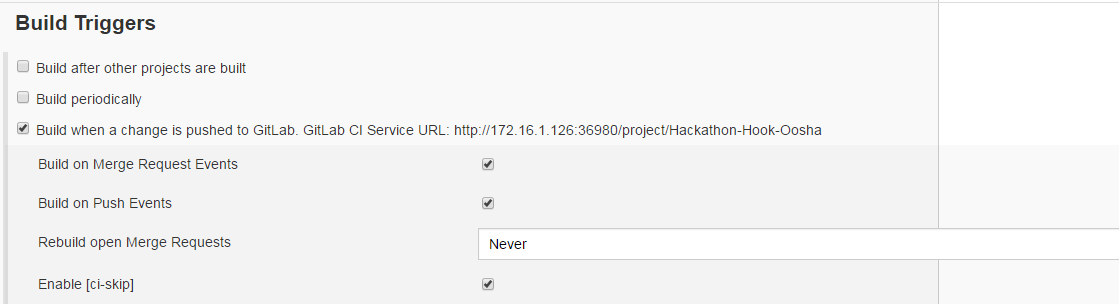 Build Triggers
Build after other projects are built
Build periodically
Build when a change is pushed to GitLab. GitLab CI Service URL: http://172.16.1.126:36980/project/Hackathon-Hook-Oosha
Build on Merge Request Events
Build on Push Events
Rebuild open Merge Requests Never
Enable [ci-skip]